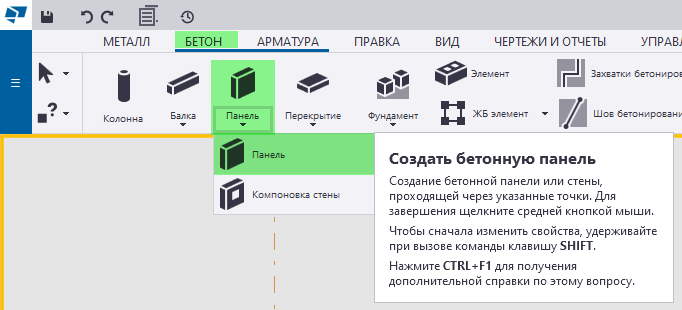 МЕТАЛЛ БЕТОН АРМАТУРА ПРАВКА ВИД ЧЕРТЕЖИ И ОТЧЕТЫ УПРАВЛ
Элемент Захватки бетониро
Колонна Балка Панель Перекрытие Фундамент ЖБ элемент Шов бетонирования
Панель
Компоновка стены
Создать бетонную панель
Создание бетонной панели или стены,
проходящей через указанные точки. Для
завершения щелкните средней кнопкой мыши.
Чтобы сначала изменить свойства, удерживайте
при вызове команды клавишу SHIFT.
Нажмите CTRL+F1 для получения
дополнительной справки по этому вопросу.